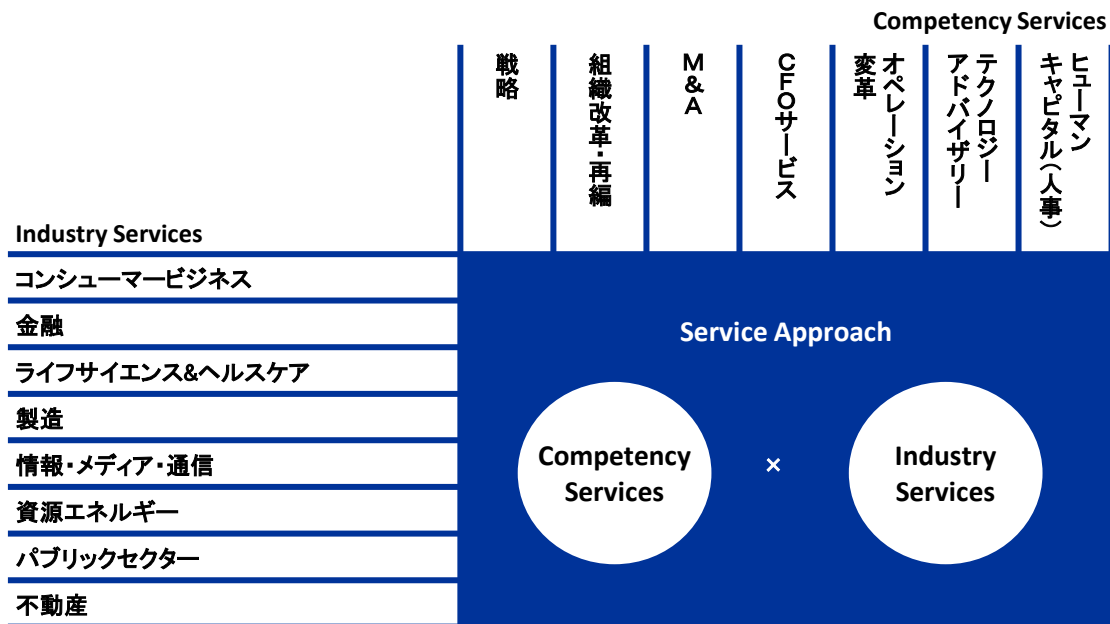 Competency Services
戦略
組織改革・再編
M&A
CFOサービス
オペレーション
変革
テクノロジー
アドバイザリー
ヒューマン
キャピタル(人事)
Industry Services
コンシューマービジネス
金融
ライフサイエンス&ヘルスケア
製造
情報・メディア・通信
資源エネルギー
パブリックセクター
不動産
Service Approach
Competency
Services
×
Industry
Services